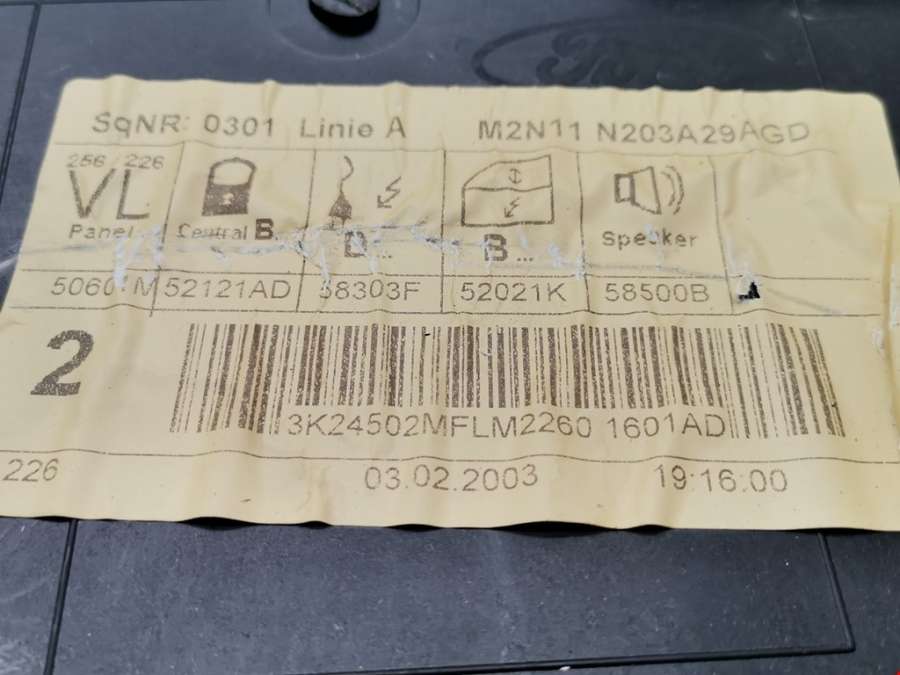 Ford
SqNR: 0301 Linie A M2N11 N203A29AGD
256 / 226
VL
Panel Central B. D... B... Speaker
52121AD 58303F 52021K 58500B
2
3K24502MFLM2260 1601AD
226 03.02.2003 19:16:00